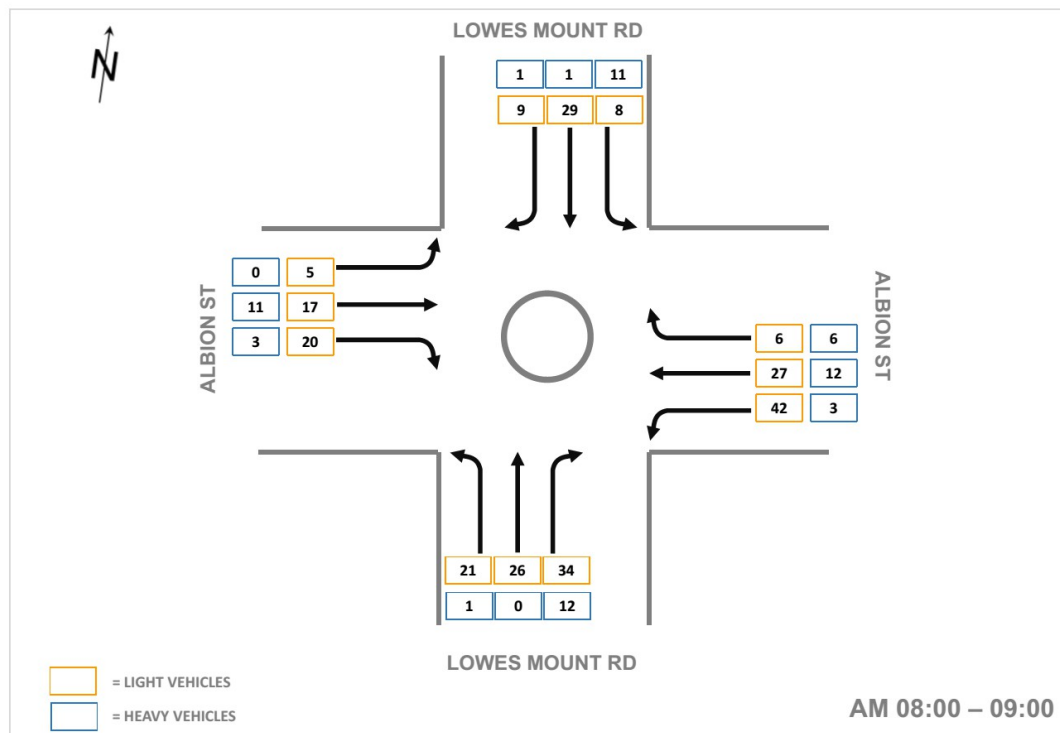 LOWES MOUNT RD
N
1 1 11
9 29 8
ALBION ST
0 5
11 17
3 20
ALBION ST
6 6
27 12
42 3
21 26 34
1 0 12
LOWES MOUNT RD
= LIGHT VEHICLES
= HEAVY VEHICLES
AM 08:00 – 09:00